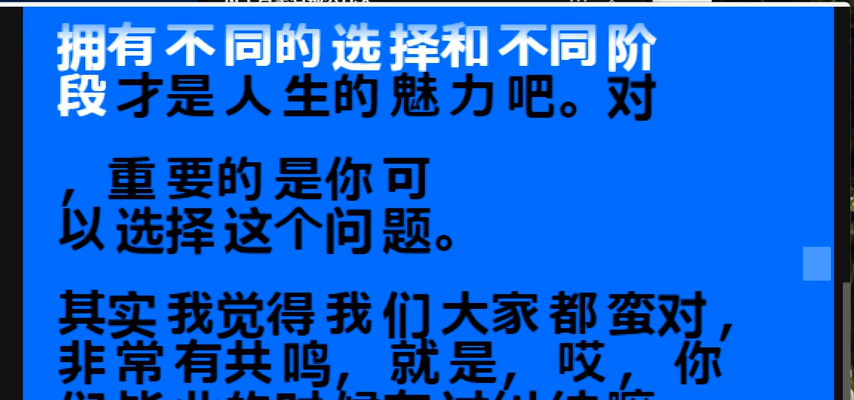 拥有不同的选择和不同阶
段才是人生的魅力吧。对
，重要的是你可
以选择这个问题。
其实我觉得我们大家都蛮对，
非常有共鸣，就是，哎，你